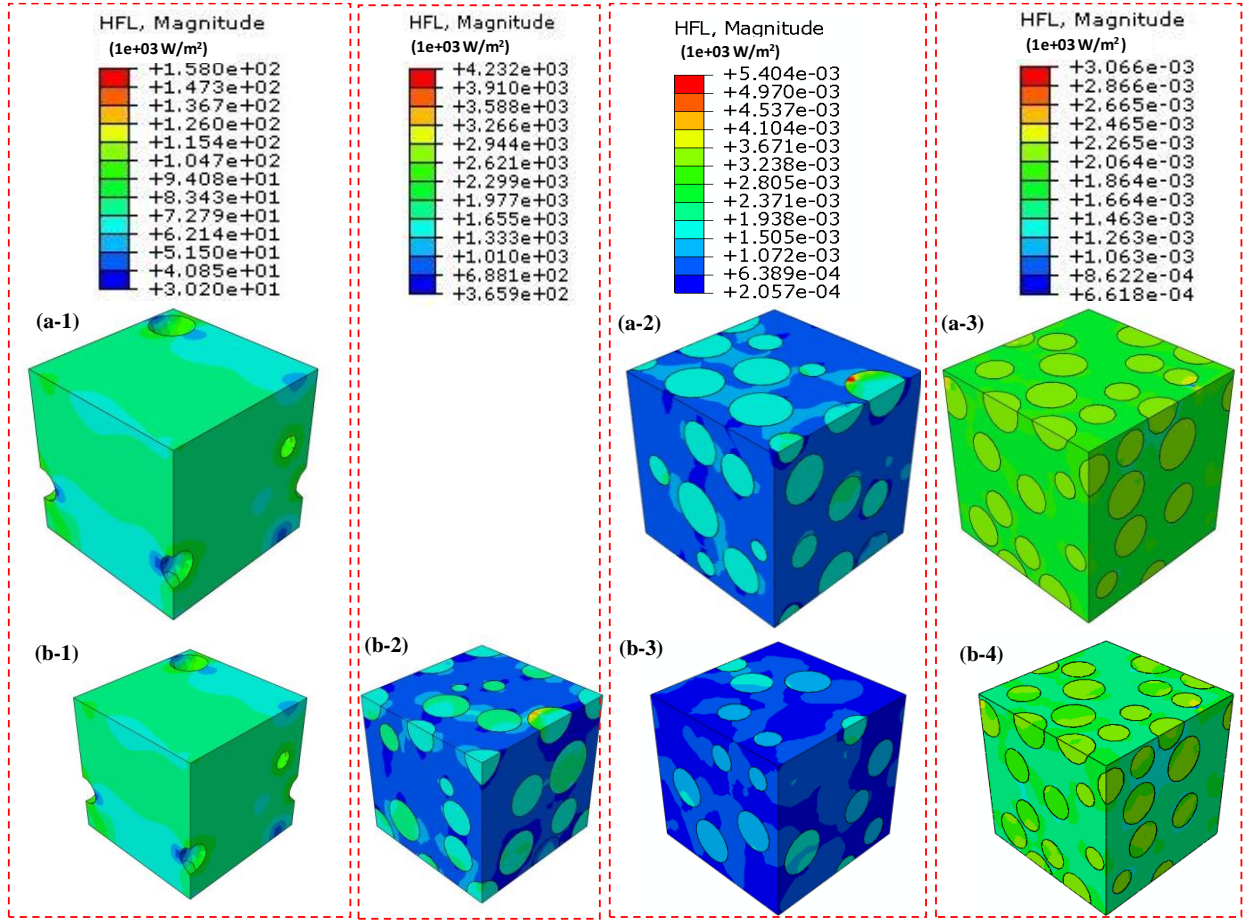 HFL, Magnitude
(1e+03 W/m²)
+1.580e+02
+1.473e+02
+1.367e+02
+1.260e+02
+1.154e+02
+1.047e+02
+9.408e+01
+8.343e+01
+7.279e+01
+6.214e+01
+5.150e+01
+4.085e+01
+3.020e+01
HFL, Magnitude
(1e+03 W/m²)
+4.232e+03
+3.910e+03
+3.588e+03
+3.266e+03
+2.944e+03
+2.621e+03
+2.299e+03
+1.977e+03
+1.655e+03
+1.333e+03
+1.010e+03
+6.881e+02
+3.659e+02
HFL, Magnitude
(1e+03 W/m²)
+5.404e-03
+4.970e-03
+4.537e-03
+4.104e-03
+3.671e-03
+3.238e-03
+2.805e-03
+2.371e-03
+1.938e-03
+1.505e-03
+1.072e-03
+6.389e-04
+2.057e-04
HFL, Magnitude
(1e+03 W/m²)
+3.066e-03
+2.866e-03
+2.665e-03
+2.465e-03
+2.265e-03
+2.064e-03
+1.864e-03
+1.664e-03
+1.463e-03
+1.263e-03
+1.063e-03
+8.622e-04
+6.618e-04
(a-1)
(a-2)
(a-3)
(b-1)
(b-2)
(b-3)
(b-4)